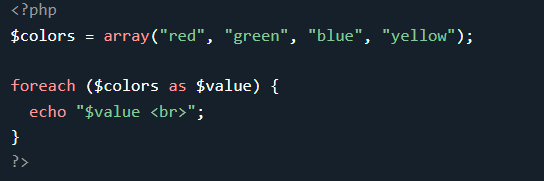 <?php
$colors = array("red", "green", "blue", "yellow");
foreach ($colors as $value) {
  echo "$value <br>";
}
?>